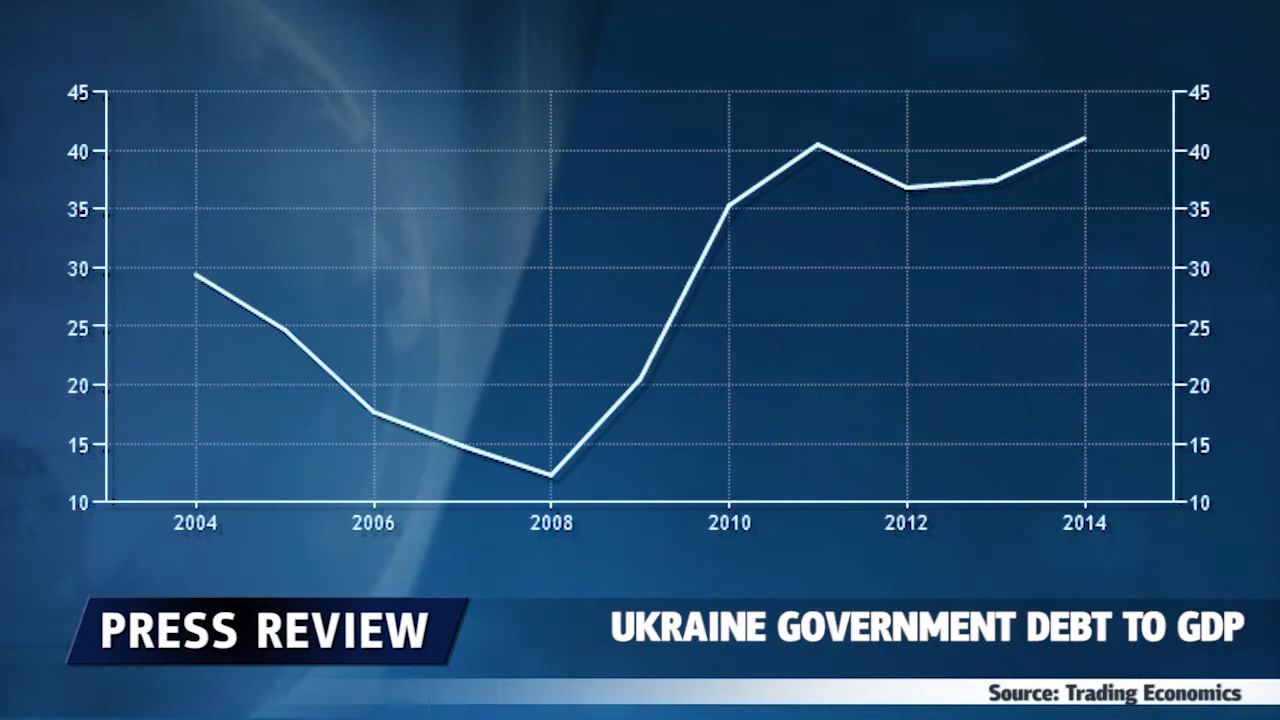 45 45
40 40
35 35
30 30
25 25
20 20
15 15
10 10
2004 2006 2008 2010 2012 2014
PRESS REVIEW
UKRAINE GOVERNMENT DEBT TO GDP
Source: Trading Economics